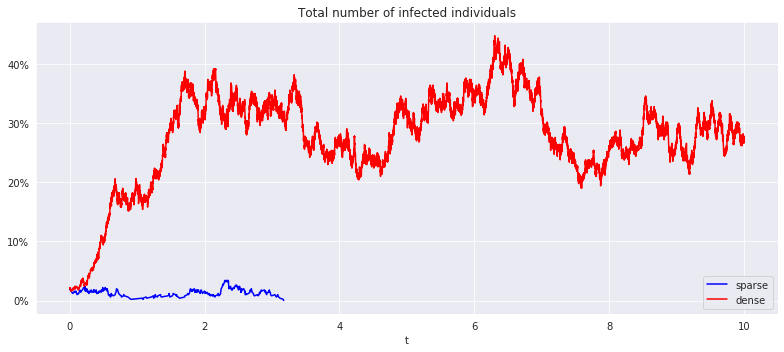 Total number of infected individuals
40%
30%
20%
10%
0%
0 2 4 6 8 10
t
sparse
dense